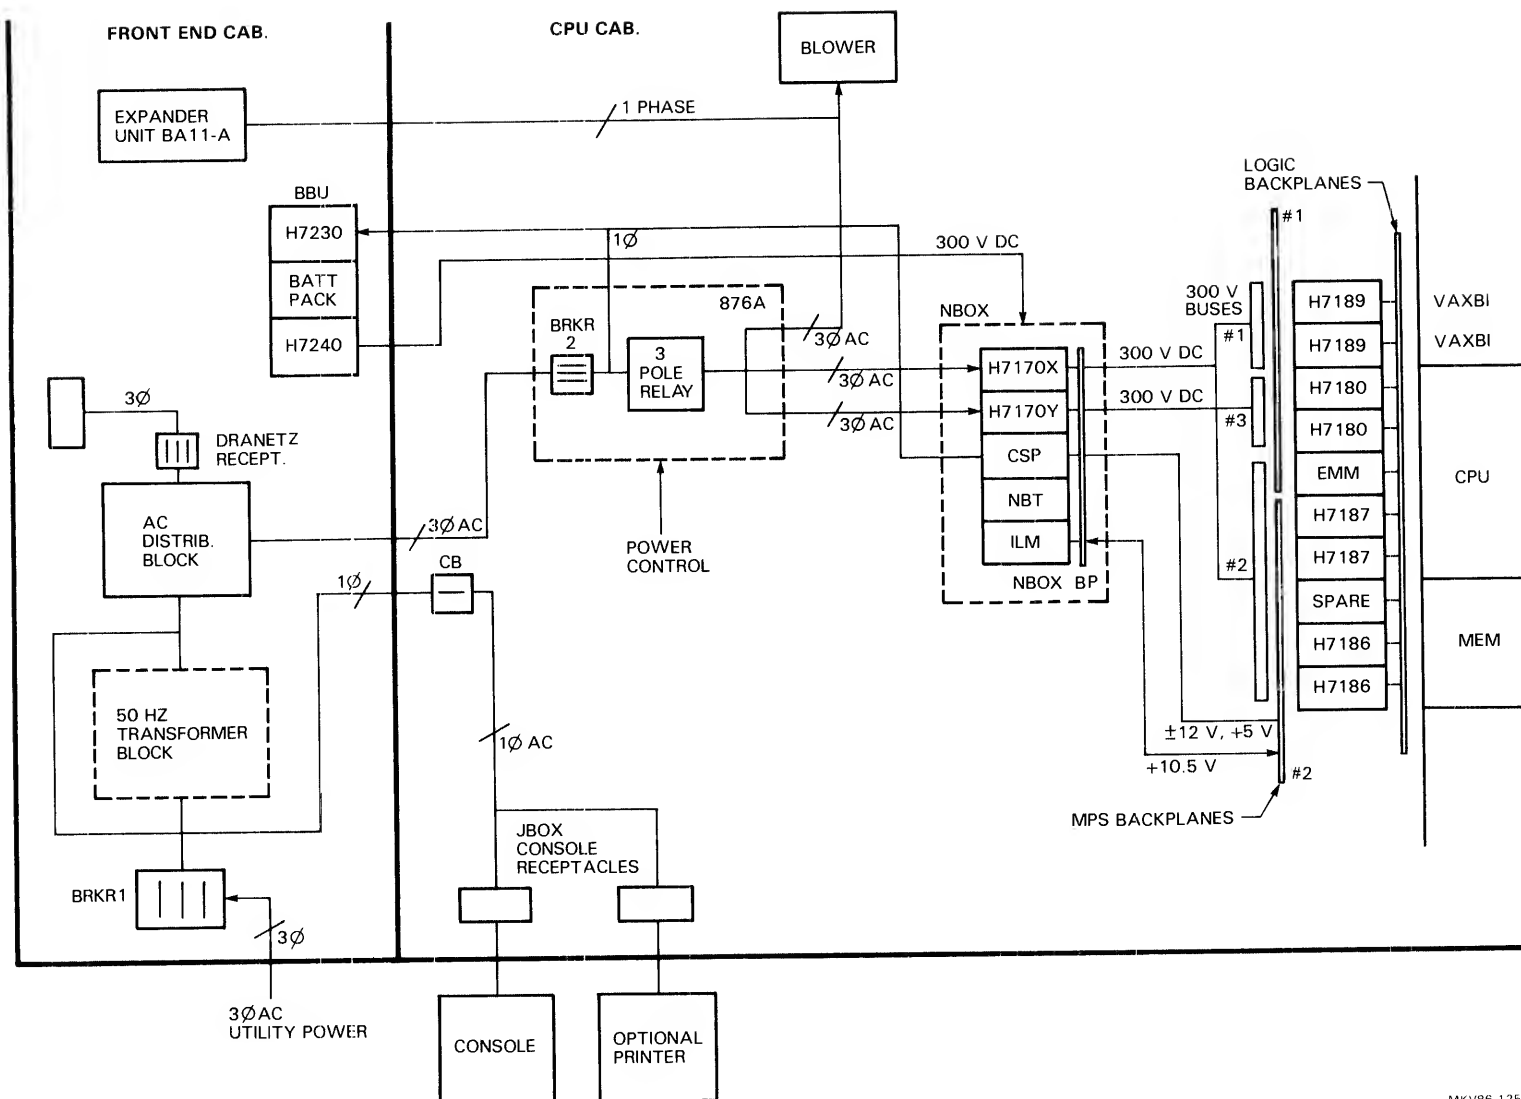 FRONT END CAB.
CPU CAB.
BLOWER
EXPANDER
UNIT BA11-A
1 PHASE
LOGIC
BACKPLANES
BBU
H7230
BATT
PACK
H7240
1Ø
300 V DC
#1
876A
BRKR
2
3
POLE
RELAY
3Ø AC
3Ø AC
3Ø AC
POWER
CONTROL
NBOX
H7170X
H7170Y
CSP
NBT
ILM
NBOX BP
300 V DC
300 V DC
300 V
BUSES
#1
#3
#2
H7189
H7189
H7180
H7180
EMM
H7187
H7187
SPARE
H7186
H7186
VAXBI
VAXBI
CPU
MEM
±12 V, +5 V
+10.5 V
#2
MPS BACKPLANES
3Ø
DRANETZ
RECEPT.
AC
DISTRIB.
BLOCK
3Ø AC
1Ø
CB
50 HZ
TRANSFORMER
BLOCK
1Ø AC
JBOX
CONSOLE
RECEPTACLES
BRKR1
3Ø
3Ø AC
UTILITY POWER
CONSOLE
OPTIONAL
PRINTER